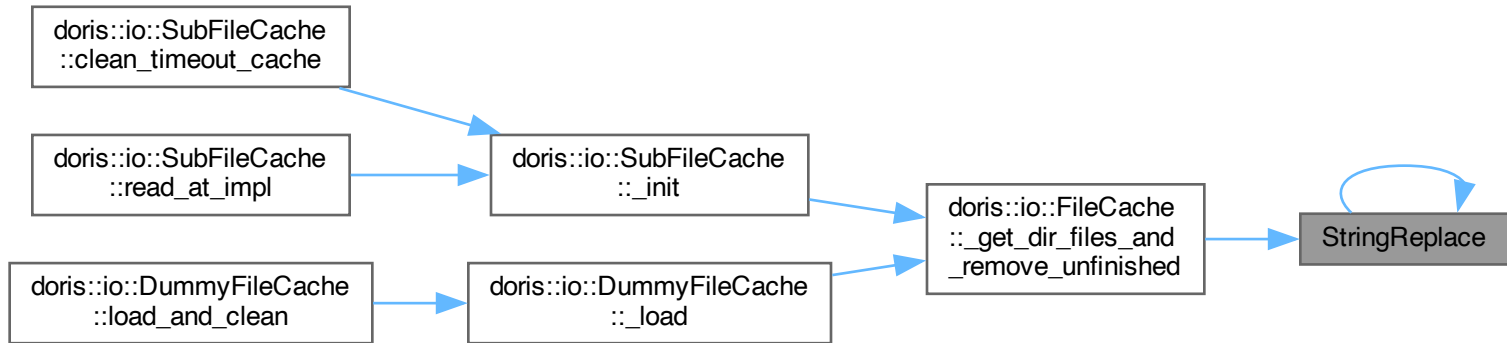 doris::io::SubFileCache
::clean_timeout_cache
doris::io::SubFileCache
::read_at_impl
doris::io::DummyFileCache
::load_and_clean
doris::io::SubFileCache
::_init
doris::io::DummyFileCache
::_load
doris::io::FileCache
::_get_dir_files_and
_remove_unfinished
StringReplace